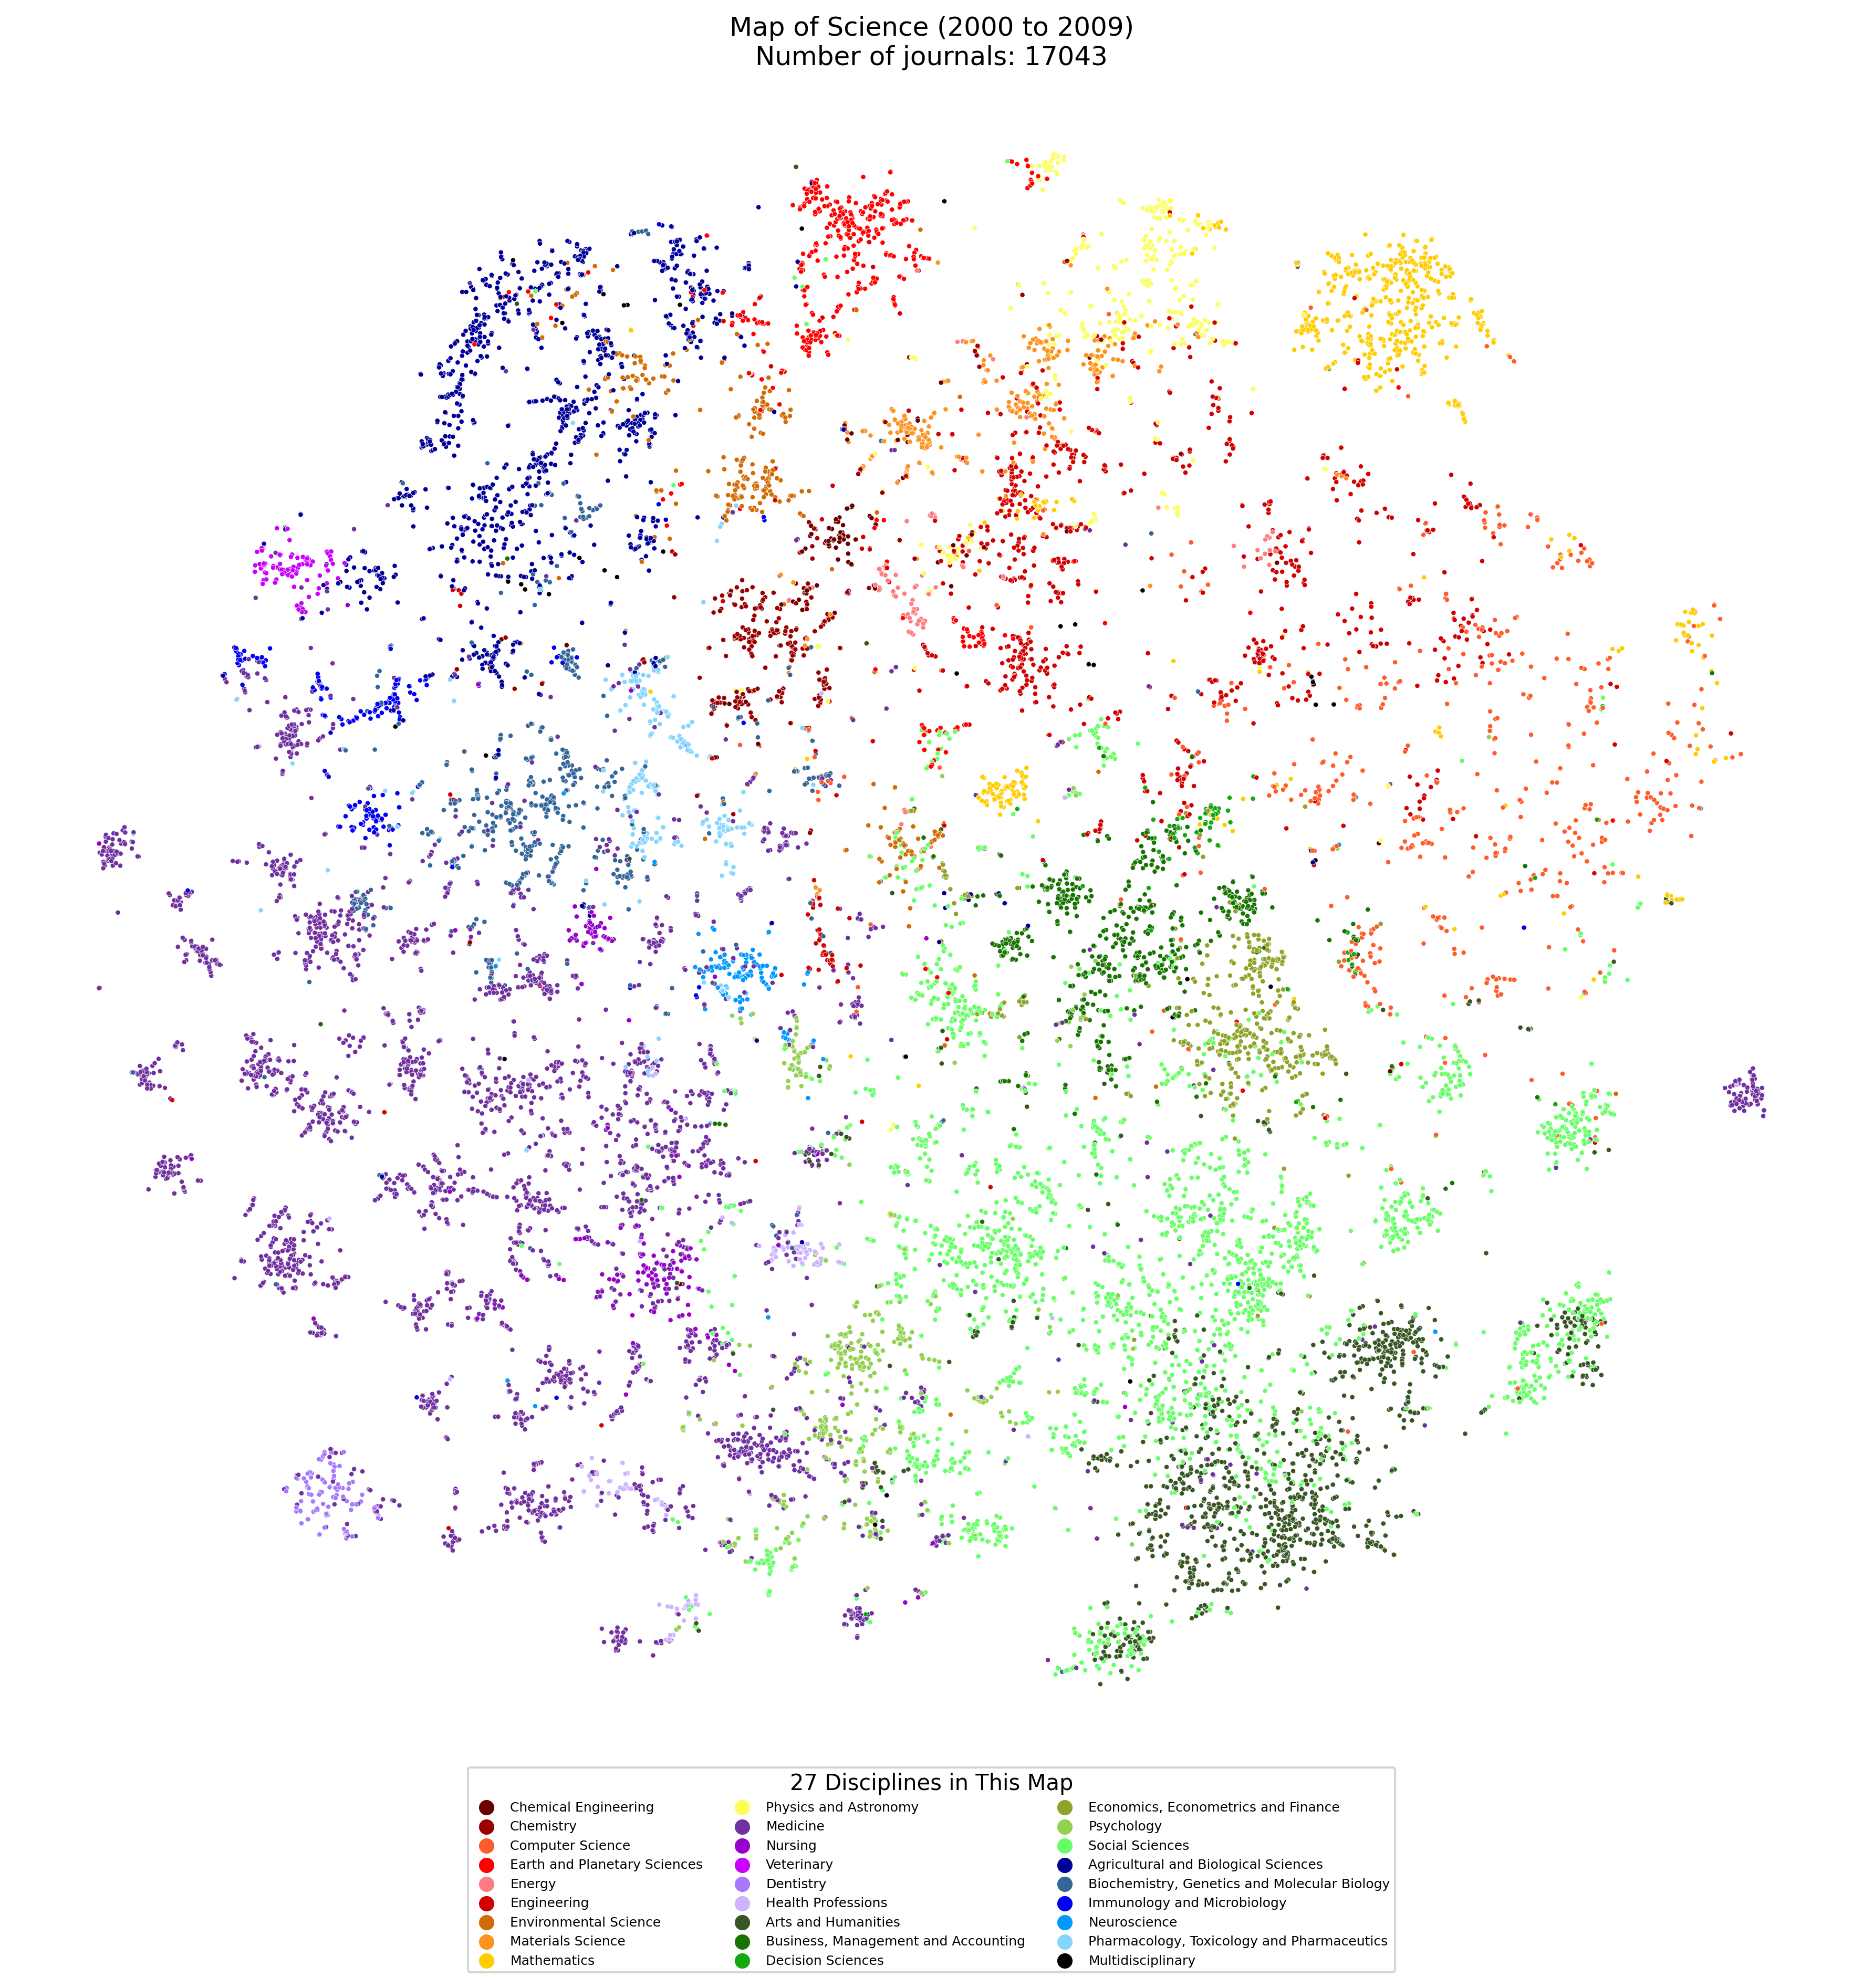 Map of Science (2000 to 2009)
Number of journals: 17043
27 Disciplines in This Map
Chemical Engineering
Chemistry
Computer Science
Earth and Planetary Sciences
Energy
Engineering
Environmental Science
Materials Science
Mathematics
Physics and Astronomy
Medicine
Nursing
Veterinary
Dentistry
Health Professions
Arts and Humanities
Business, Management and Accounting
Decision Sciences
Economics, Econometrics and Finance
Psychology
Social Sciences
Agricultural and Biological Sciences
Biochemistry, Genetics and Molecular Biology
Immunology and Microbiology
Neuroscience
Pharmacology, Toxicology and Pharmaceutics
Multidisciplinary